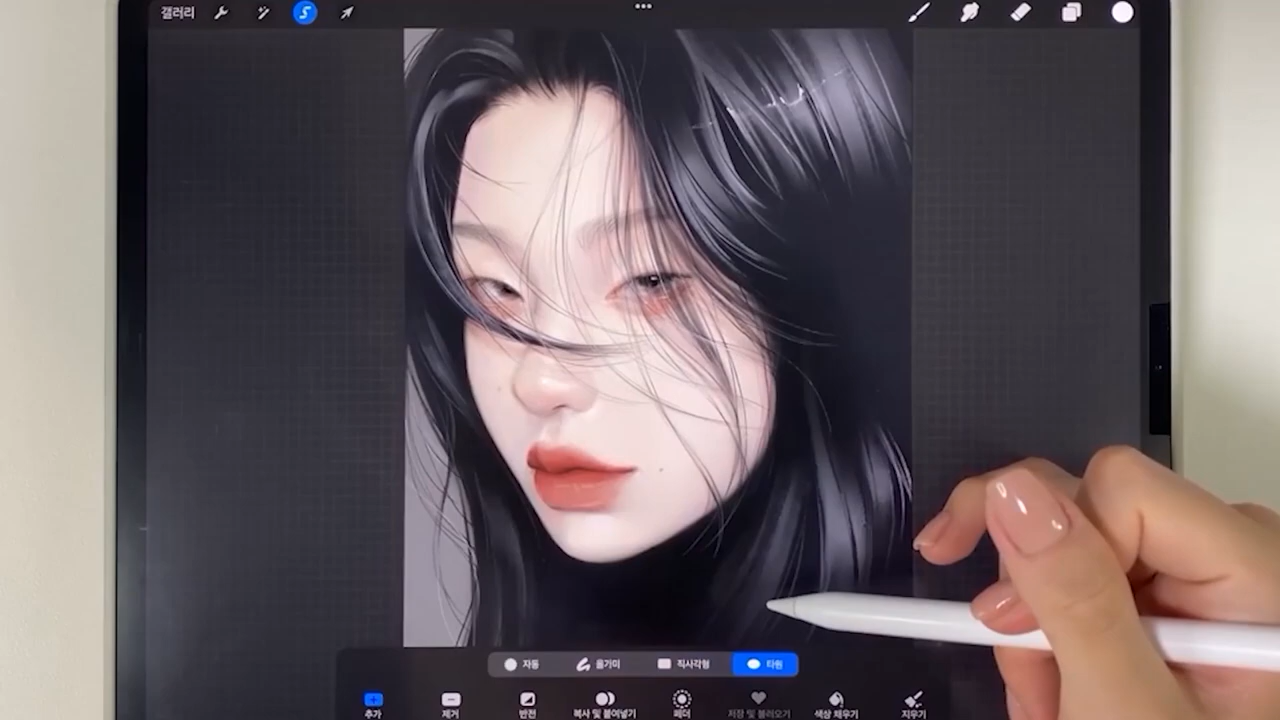 갤러리
자동 올가미 직사각형 타원
추가 제거 반전 복사 및 붙여넣기 페더 저장 및 불러오기 색상 채우기 지우기